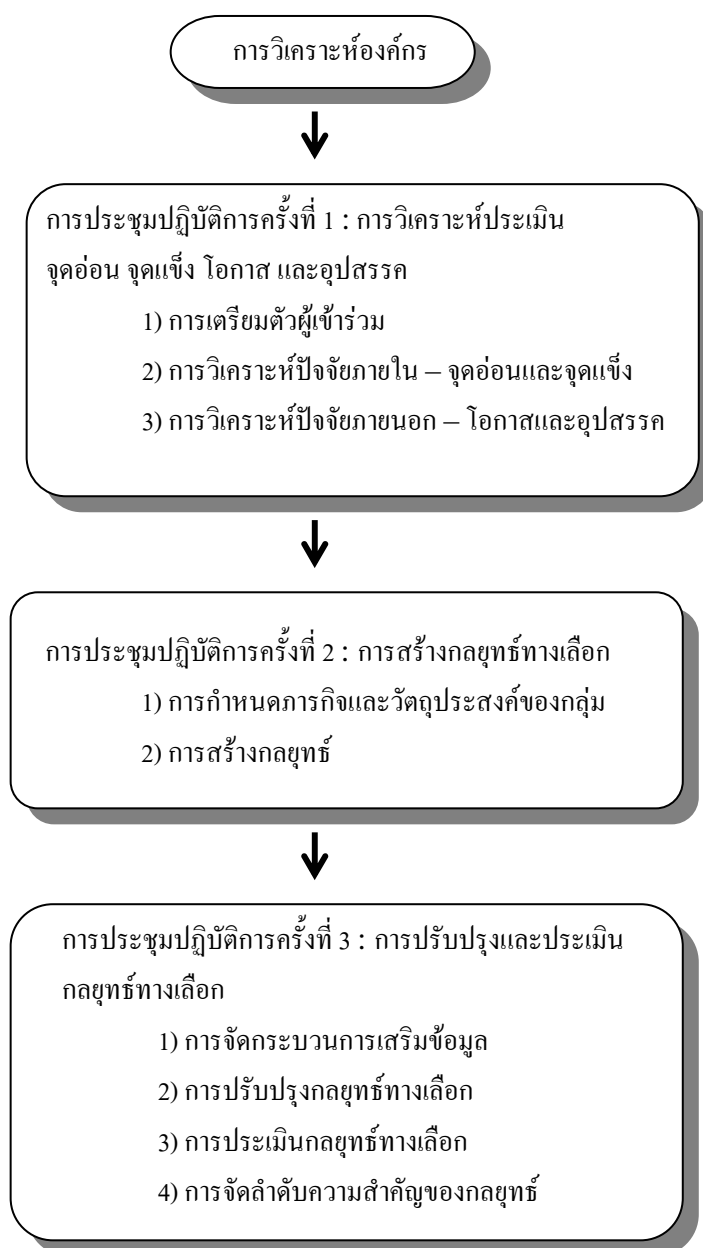 การวิเคราะห์องค์กร
การประชุมปฏิบัติการครั้งที่ 1 : การวิเคราะห์ประเมิน
จุดอ่อน จุดแข็ง โอกาส และอุปสรรค
1) การเตรียมตัวผู้เข้าร่วม
2) การวิเคราะห์ปัจจัยภายใน – จุดอ่อนและจุดแข็ง
3) การวิเคราะห์ปัจจัยภายนอก – โอกาสและอุปสรรค
การประชุมปฏิบัติการครั้งที่ 2 : การสร้างกลยุทธ์ทางเลือก
1) การกำหนดภารกิจและวัตถุประสงค์ของกลุ่ม
2) การสร้างกลยุทธ์
การประชุมปฏิบัติการครั้งที่ 3 : การปรับปรุงและประเมิน
กลยุทธ์ทางเลือก
1) การจัดกระบวนการเสริมข้อมูล
2) การปรับปรุงกลยุทธ์ทางเลือก
3) การประเมินกลยุทธ์ทางเลือก
4) การจัดลำดับความสำคัญของกลยุทธ์